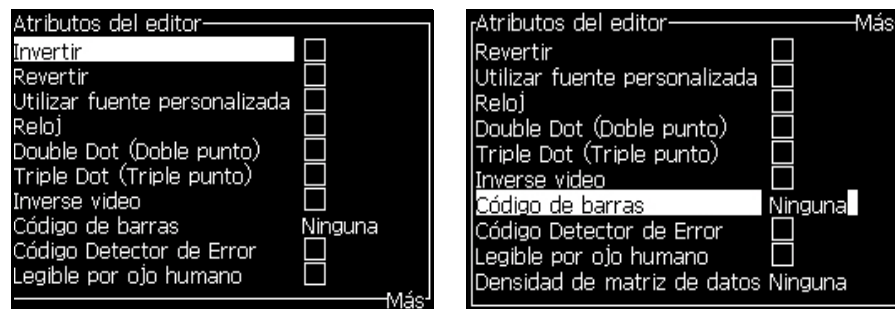 Atributos del editor
Invertir
Revertir
Utilizar fuente personalizada
Reloj
Double Dot (Doble punto)
Triple Dot (Triple punto)
Inverse video
Código de barras Ninguna
Código Detector de Error
Legible por ojo humano
Más
Atributos del editor Más
Revertir
Utilizar fuente personalizada
Reloj
Double Dot (Doble punto)
Triple Dot (Triple punto)
Inverse video
Código de barras Ninguna
Código Detector de Error
Legible por ojo humano
Densidad de matriz de datos Ninguna